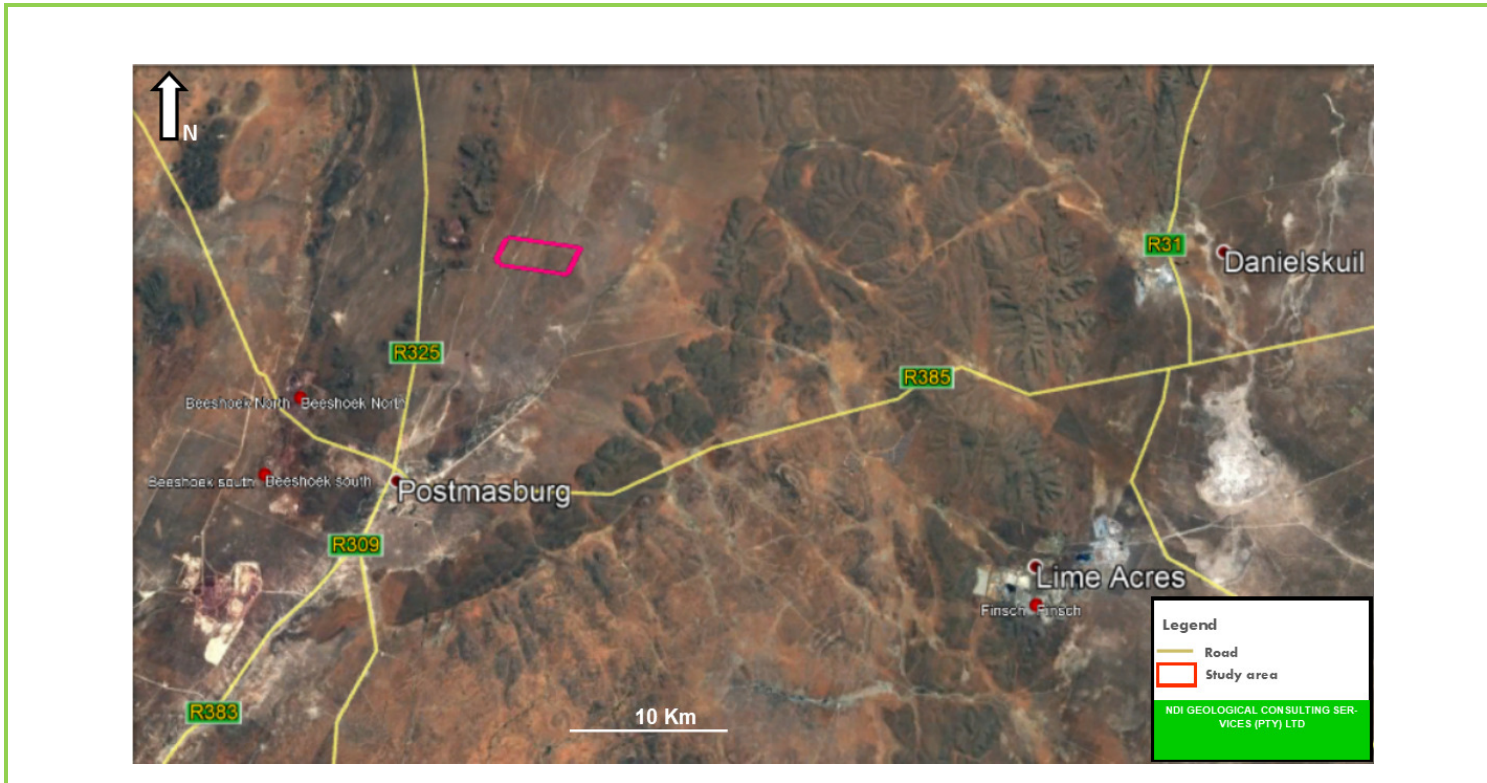 N
R31
Danielskuil
R325
R385
Beeshoek North Beeshoek North
Beeshoek south Beeshoek south
Postmasburg
R309
Lime Acres
Finsch Finsch
R383
10 Km
Legend
Road
Study area
NDI GEOLOGICAL CONSULTING SER-
VICES (PTY) LTD